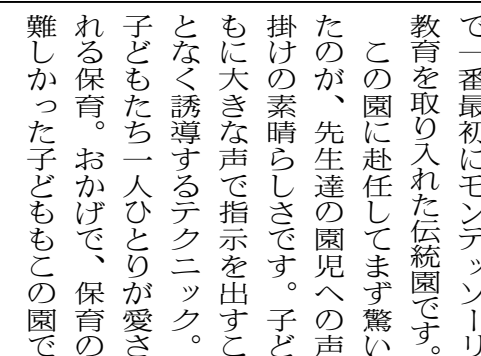 で一番最初にモンテッソーリ
教育を取り入れた伝統園です。
この園に赴任してまず驚い
たのが、先生達の園児への声
掛けの素晴らしさです。子ど
もに大きな声で指示を出すこ
となく誘導するテクニック。
子どもたち一人ひとりが愛さ
れる保育。おかげで、保育の
難しかった子どももこの園で